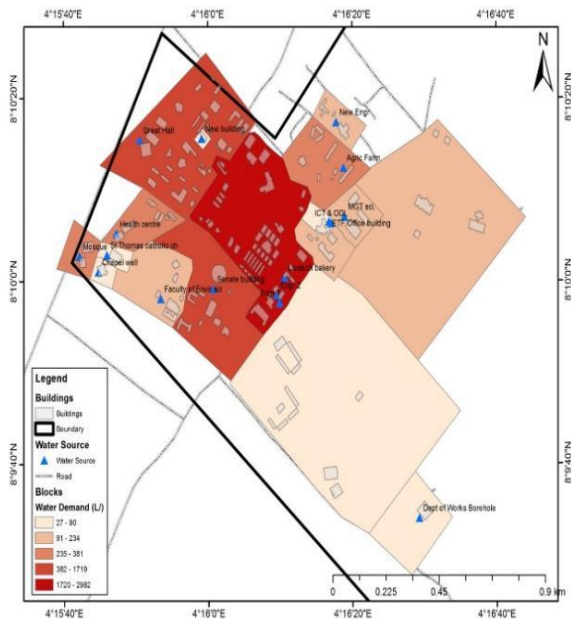 4°15'40"E 4°16'0"E 4°16'20"E 4°16'40"E
N
8°10'20"N 8°10'20"N
New Engr
Great Hall New building
Agric Farm
MGT sci.
ICT & ODL
ETF Office building
Health centre
Mosque St Thomas catholic ch
Chapel well
8°10'0"N 8°10'0"N
Senate building
Faculty of Envir sci
Legend
Buildings
Buildings
Boundary
Water Source
Water Source
Road
Blocks
Water Demand (L/)
27 - 90
91 - 234
235 - 381
382 - 1719
1720 - 2982
8°9'40"N 8°9'40"N
Dept of Works Borehole
0 0.225 0.45 0.9 km
4°15'40"E 4°16'0"E 4°16'20"E 4°16'40"E